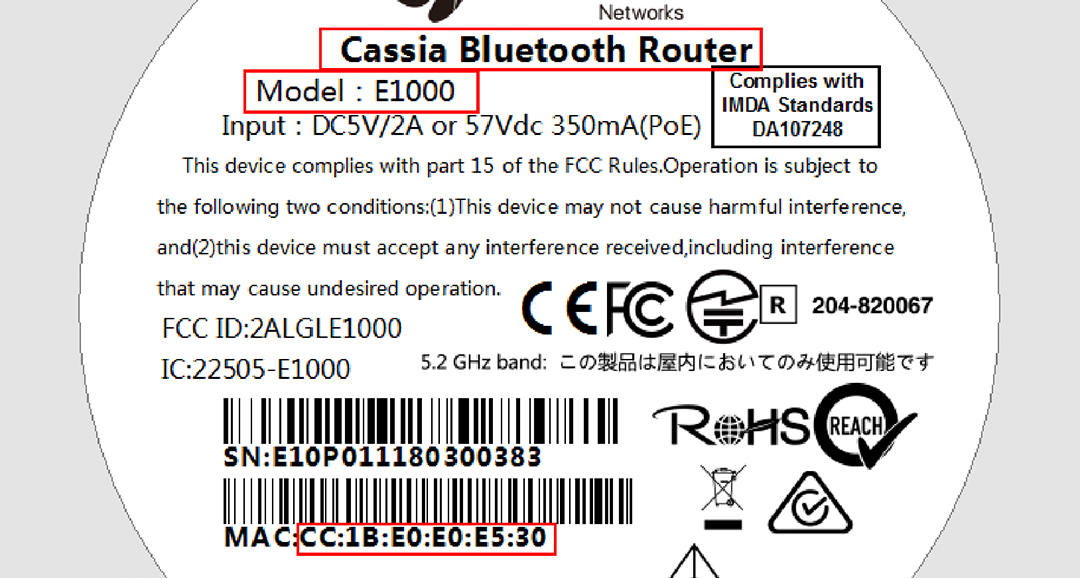 Networks
Cassia Bluetooth Router
Model : E1000
Complies with
IMDA Standards
DA107248
Input : DC5V/2A or 57Vdc 350mA(PoE)
This device complies with part 15 of the FCC Rules.Operation is subject to
the following two conditions:(1)This device may not cause harmful interference,
and(2)this device must accept any interference received,including interference
that may cause undesired operation.
CE FC R 204-820067
FCC ID:2ALGLE1000
IC:22505-E1000
5.2 GHz band: この製品は屋内においてのみ使用可能です
RoHS REACH
SN:E10P011180300383
MAC:CC:1B:E0:E0:E5:30